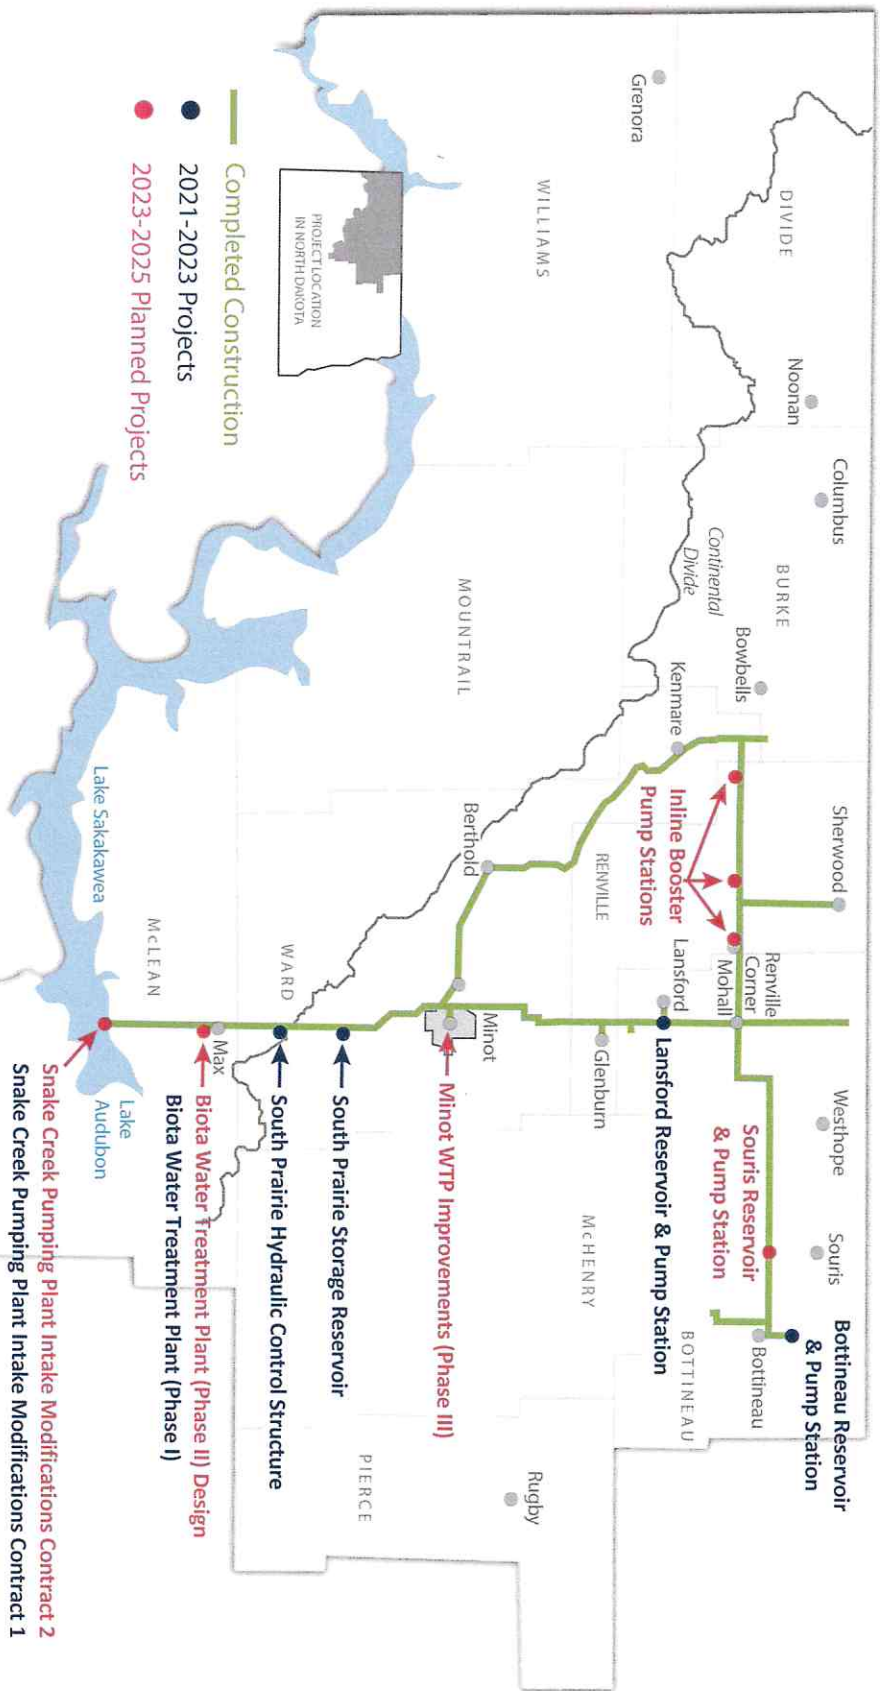 Grenora
DIVIDE
Noonan
Columbus
WILLIAMS
BURKE
Continental
Divide
Bowbells
Kenmare
MOUNTRAIL
Sherwood
Inline Booster
Pump Stations
RENVILLE
Berthold
Lansford
Renville
Corner
Mohall
Westhope
Souris
Bottineau Reservoir
& Pump Station
Souris Reservoir
& Pump Station
Bottineau
BOTTINEAU
Lansford Reservoir & Pump Station
Glenburn
McHENRY
Rugby
Minot
Minot WTP Improvements (Phase III)
PIERCE
South Prairie Storage Reservoir
WARD
South Prairie Hydraulic Control Structure
Max
Biota Water Treatment Plant (Phase II) Design
Biota Water Treatment Plant (Phase I)
McLEAN
Lake Sakakawea
Lake
Audubon
Snake Creek Pumping Plant Intake Modifications Contract 2
Snake Creek Pumping Plant Intake Modifications Contract 1
PROJECT LOCATION
IN NORTH DAKOTA
Completed Construction
2021-2023 Projects
2023-2025 Planned Projects